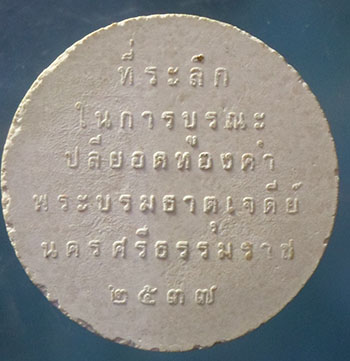 ที่ระลึก
ในการบูรณะ
ปลียอดทองคำ
พระบรมธาตุเจดีย์
นครศรีธรรมราช
๒๕๓๗